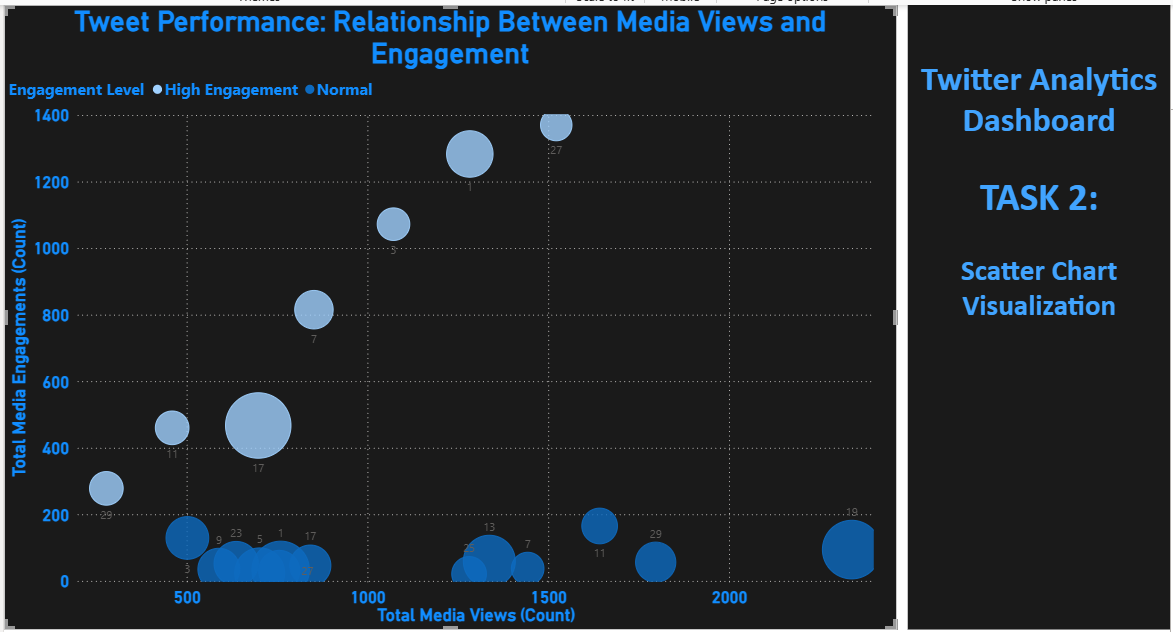 Tweet Performance: Relationship Between Media Views and
Engagement
Engagement Level High Engagement Normal
Total Media Engagements (Count)
1400
1200
1000
800
600
400
200
0
27
1
3
7
11
17
29
3
9
23
5
1
17
25
13
7
11
29
19
500 1000 1500 2000
Total Media Views (Count)
Twitter Analytics
Dashboard
TASK 2:
Scatter Chart
Visualization